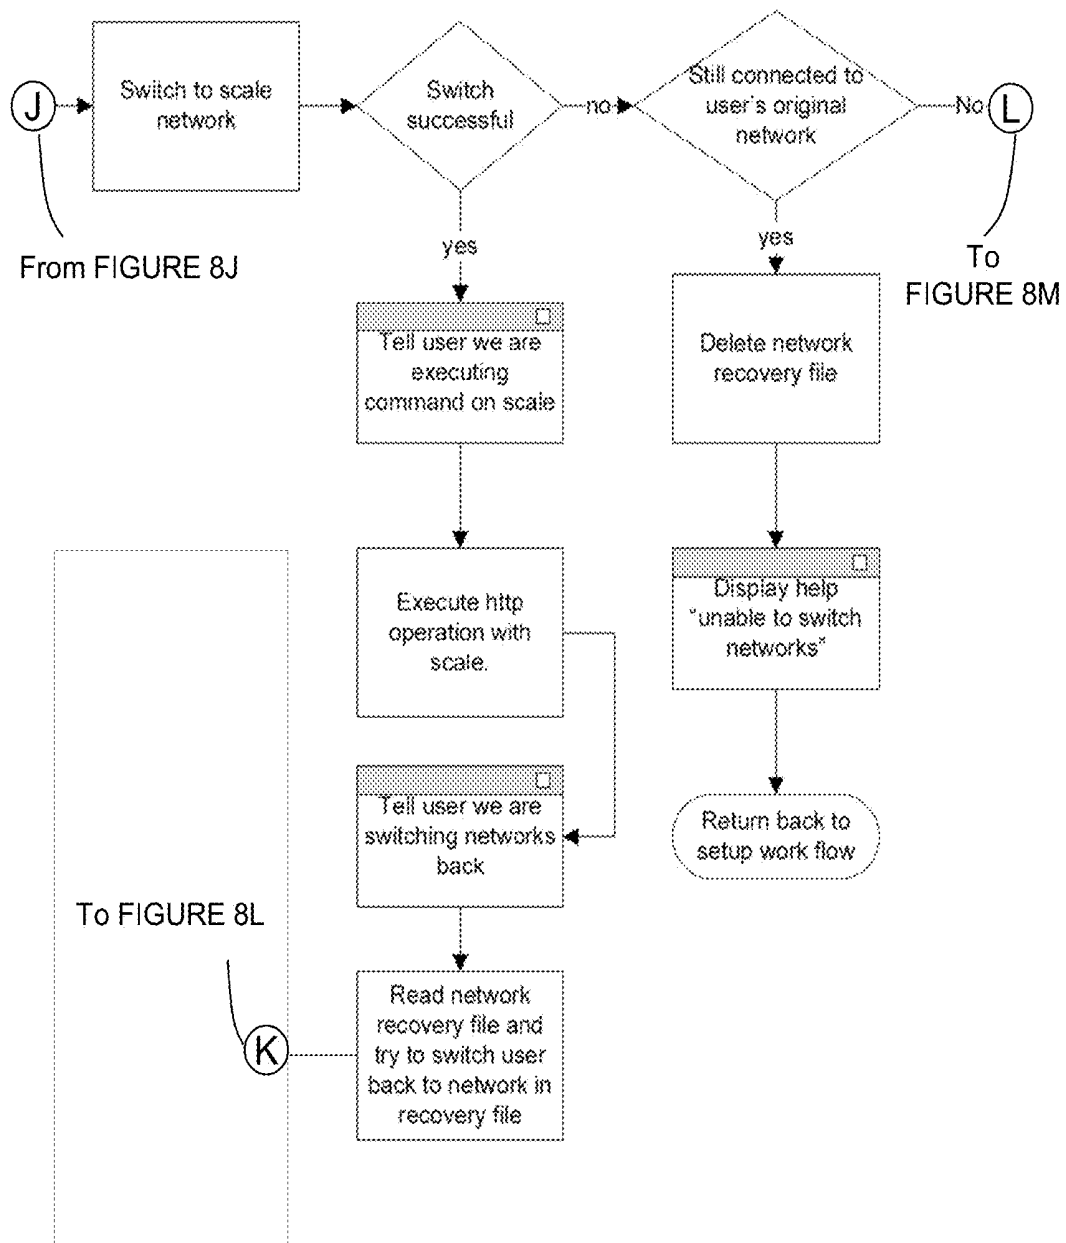 J
Switch to scale
network
Switch
successful
no
Still connected to
user's original
network
No
L
From FIGURE 8J
yes
yes
To
FIGURE 8M
Tell user we are
executing
command on scale
Delete network
recovery file
Execute http
operation with
scale.
Display help
"unable to switch
networks"
Tell user we are
switching networks
back
Return back to
setup work flow
To FIGURE 8L
K
Read network
recovery file and
try to switch user
back to network in
recovery file